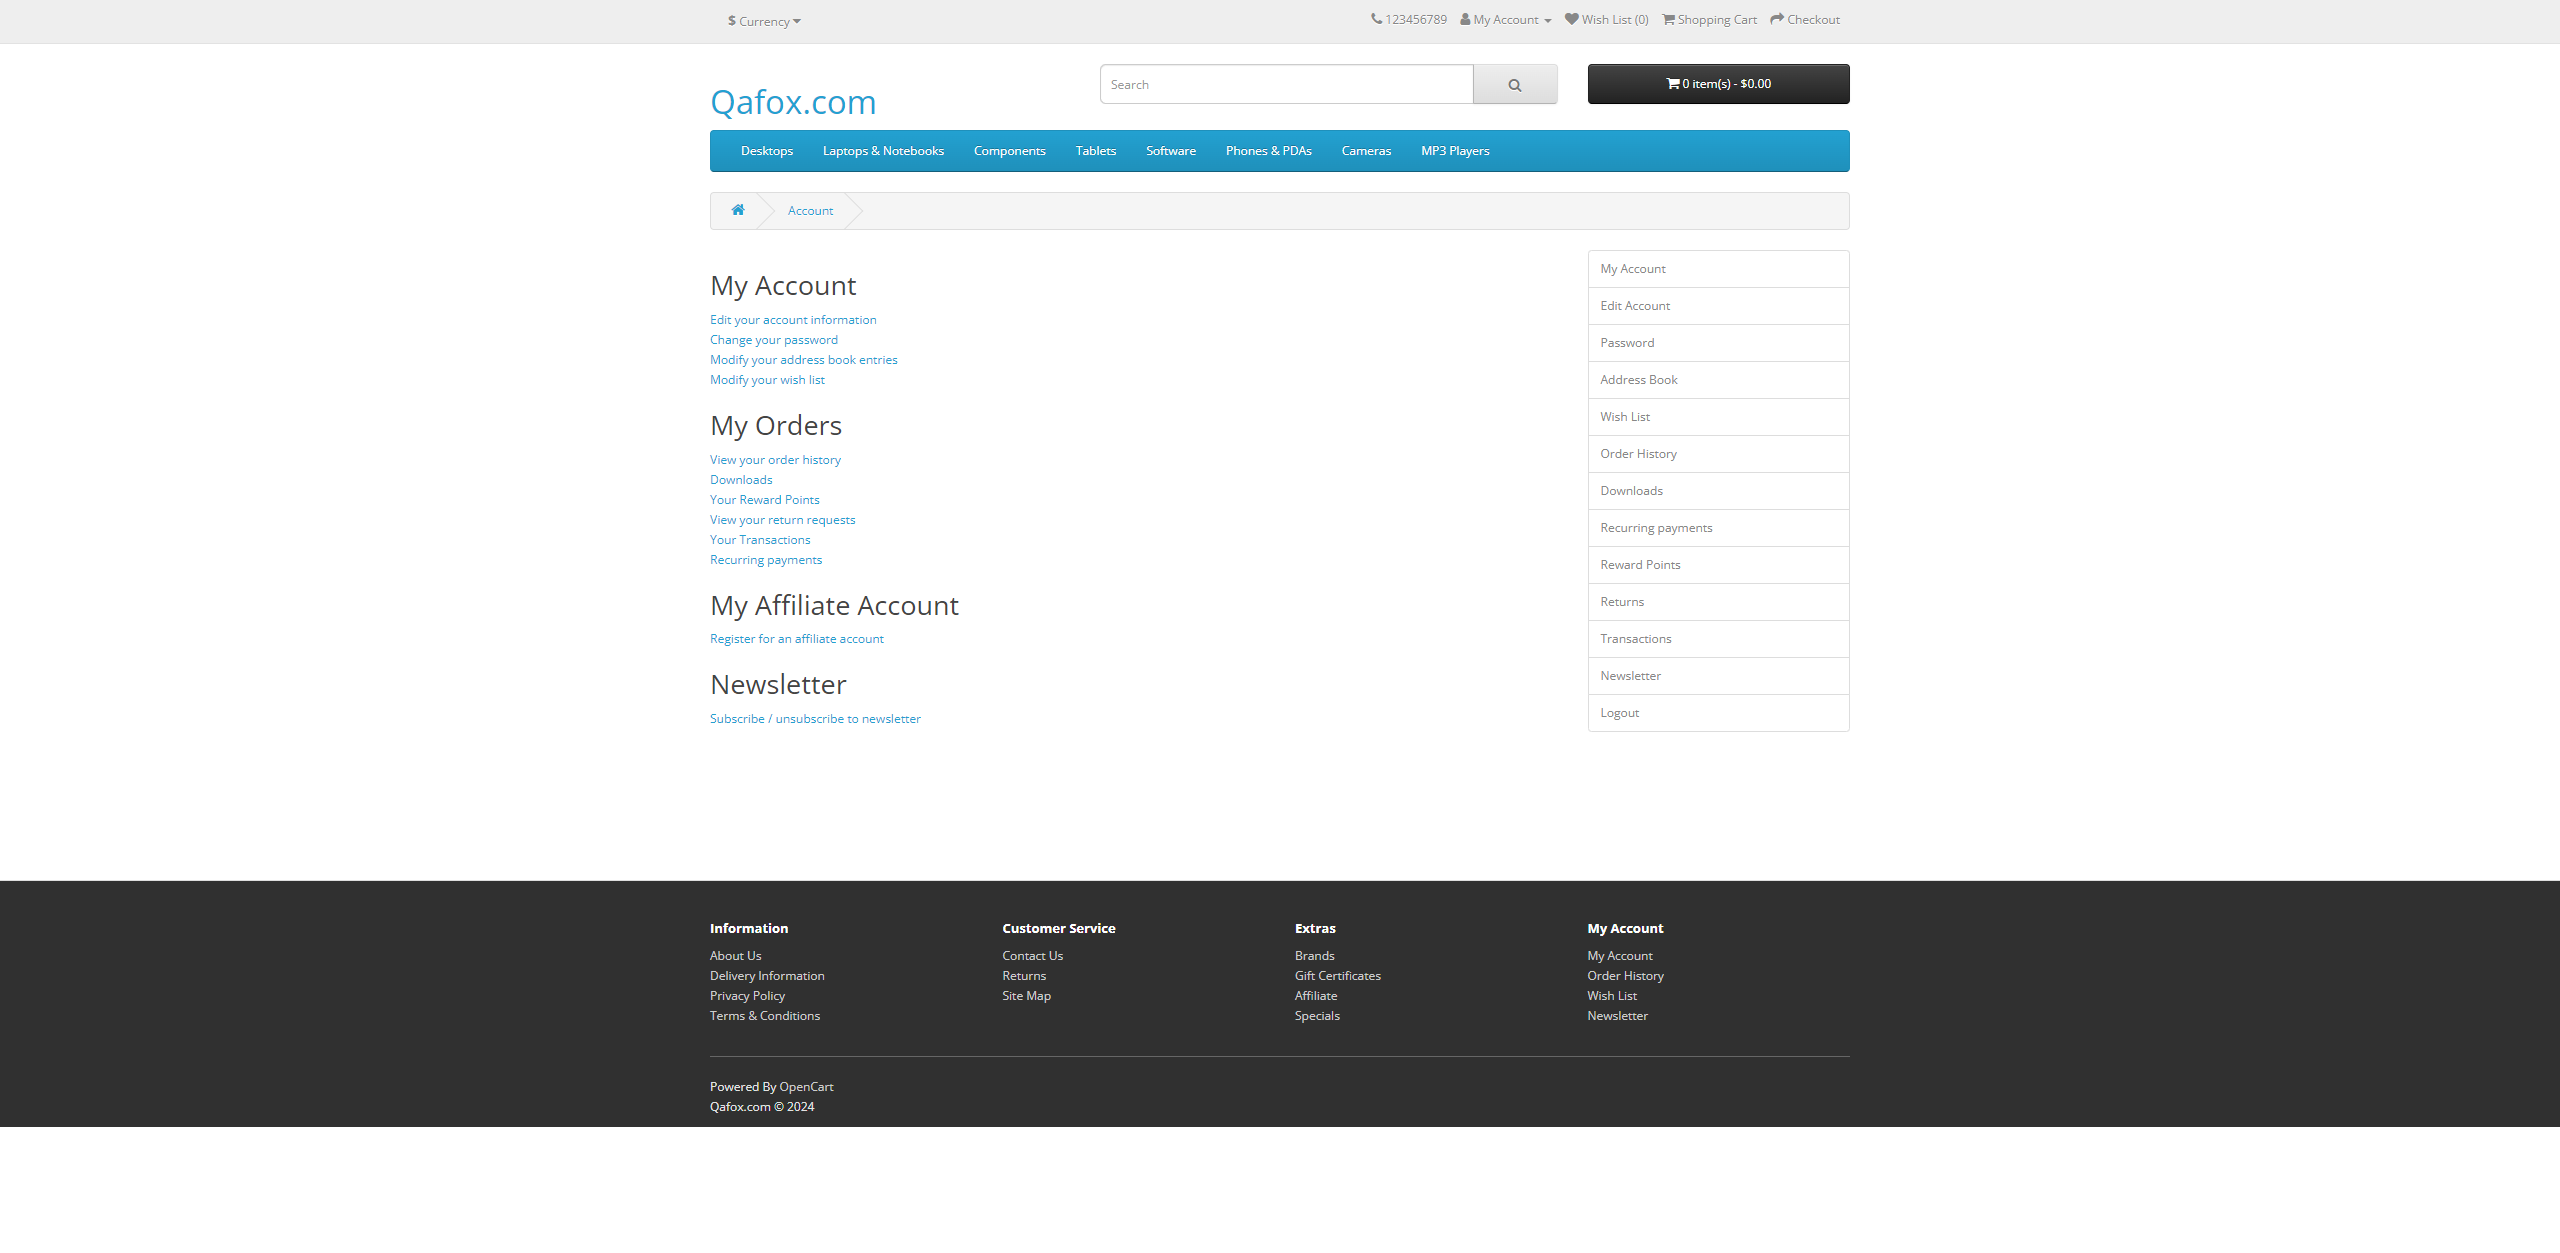 $ Currency
123456789 My Account Wish List (0) Shopping Cart Checkout
Qafox.com
Search
0 item(s) - $0.00
Desktops Laptops & Notebooks Components Tablets Software Phones & PDAs Cameras MP3 Players
Account
My Account
Edit your account information
Change your password
Modify your address book entries
Modify your wish list
My Orders
View your order history
Downloads
Your Reward Points
View your return requests
Your Transactions
Recurring payments
My Affiliate Account
Register for an affiliate account
Newsletter
Subscribe / unsubscribe to newsletter
My Account
Edit Account
Password
Address Book
Wish List
Order History
Downloads
Recurring payments
Reward Points
Returns
Transactions
Newsletter
Logout
Information
About Us
Delivery Information
Privacy Policy
Terms & Conditions
Customer Service
Contact Us
Returns
Site Map
Extras
Brands
Gift Certificates
Affiliate
Specials
My Account
My Account
Order History
Wish List
Newsletter
Powered By OpenCart
Qafox.com © 2024